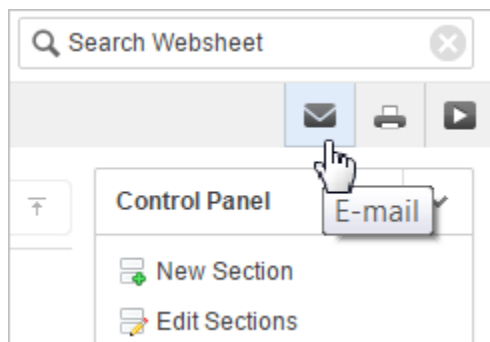 Search Websheet
Control Panel
E-mail
New Section
Edit Sections